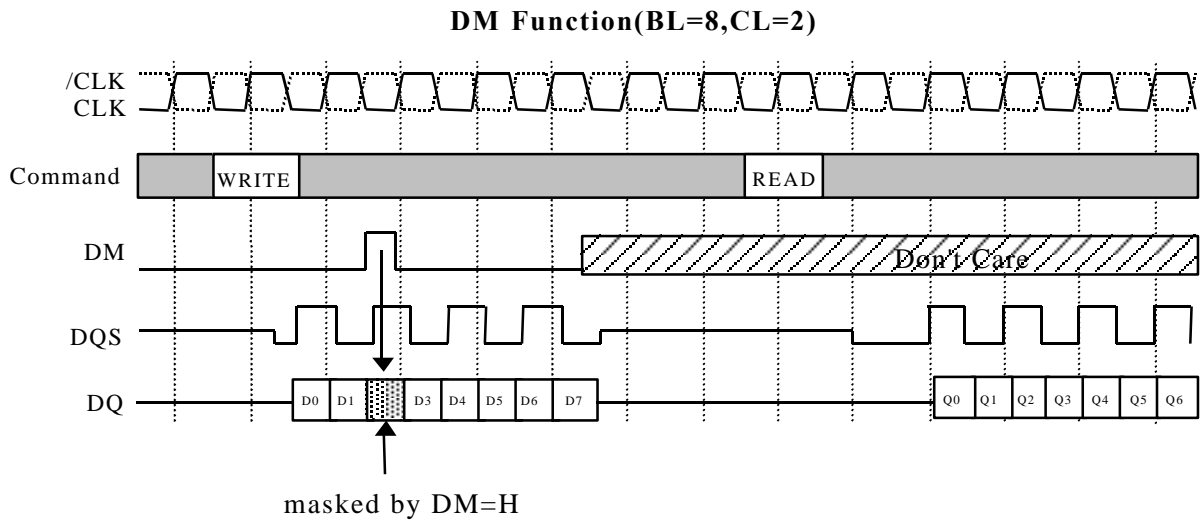 DM Function(BL=8,CL=2)
/CLK
CLK
Command WRITE READ
DM Don't Care
DQS
DQ D0 D1 D3 D4 D5 D6 D7 Q0 Q1 Q2 Q3 Q4 Q5 Q6
masked by DM=H